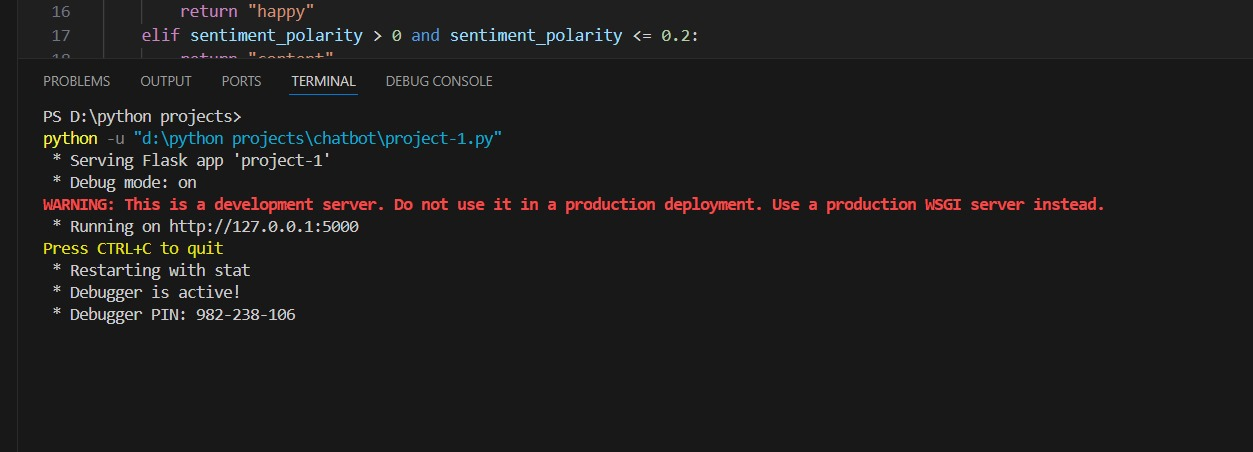 16 return "happy"
17 elif sentiment_polarity > 0 and sentiment_polarity <= 0.2:
18 return "content"
PROBLEMS OUTPUT PORTS TERMINAL DEBUG CONSOLE
PS D:\python projects>
python -u "d:\python projects\chatbot\project-1.py"
 * Serving Flask app 'project-1'
 * Debug mode: on
WARNING: This is a development server. Do not use it in a production deployment. Use a production WSGI server instead.
 * Running on http://127.0.0.1:5000
Press CTRL+C to quit
 * Restarting with stat
 * Debugger is active!
 * Debugger PIN: 982-238-106